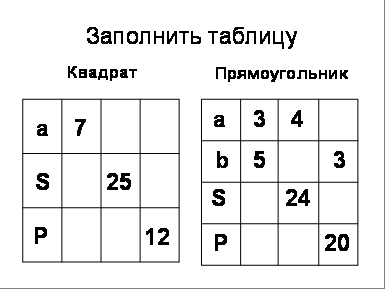 Заполнить таблицу
Квадрат
a 7
S 25
P 12
Прямоугольник
a 3 4
b 5 3
S 24
P 20